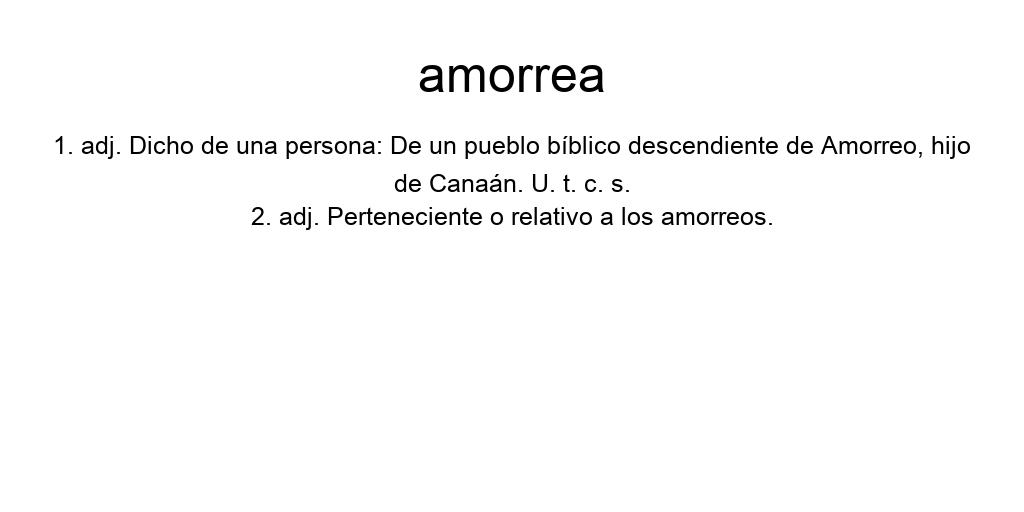 amorrea
1. adj. Dicho de una persona: De un pueblo bíblico descendiente de Amorreo, hijo
de Canaán. U. t. c. s.
2. adj. Perteneciente o relativo a los amorreos.